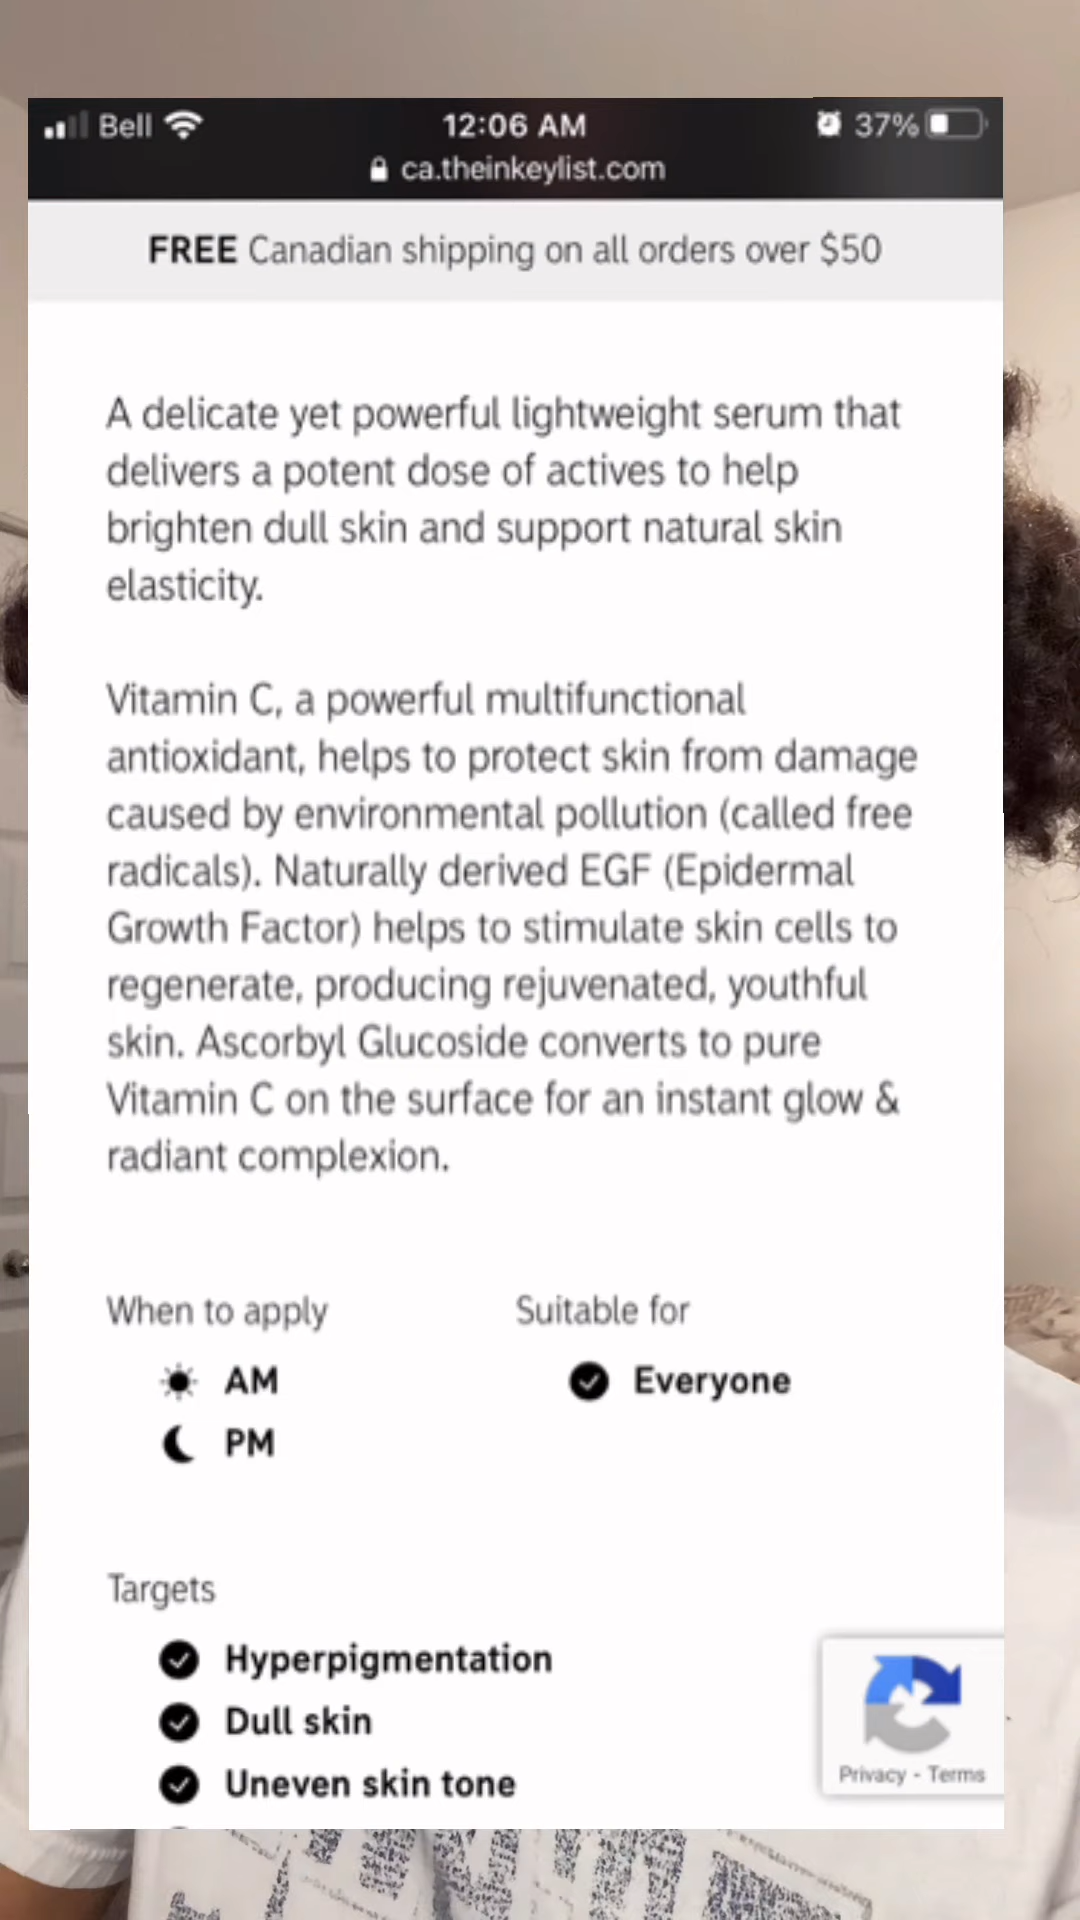 Bell
12:06 AM
37%
ca.theinkeylist.com
FREE Canadian shipping on all orders over $50
A delicate yet powerful lightweight serum that
delivers a potent dose of actives to help
brighten dull skin and support natural skin
elasticity.
Vitamin C, a powerful multifunctional
antioxidant, helps to protect skin from damage
caused by environmental pollution (called free
radicals). Naturally derived EGF (Epidermal
Growth Factor) helps to stimulate skin cells to
regenerate, producing rejuvenated, youthful
skin. Ascorbyl Glucoside converts to pure
Vitamin C on the surface for an instant glow &
radiant complexion.
When to apply
AM
PM
Suitable for
Everyone
Targets
Hyperpigmentation
Dull skin
Uneven skin tone
Privacy - Terms